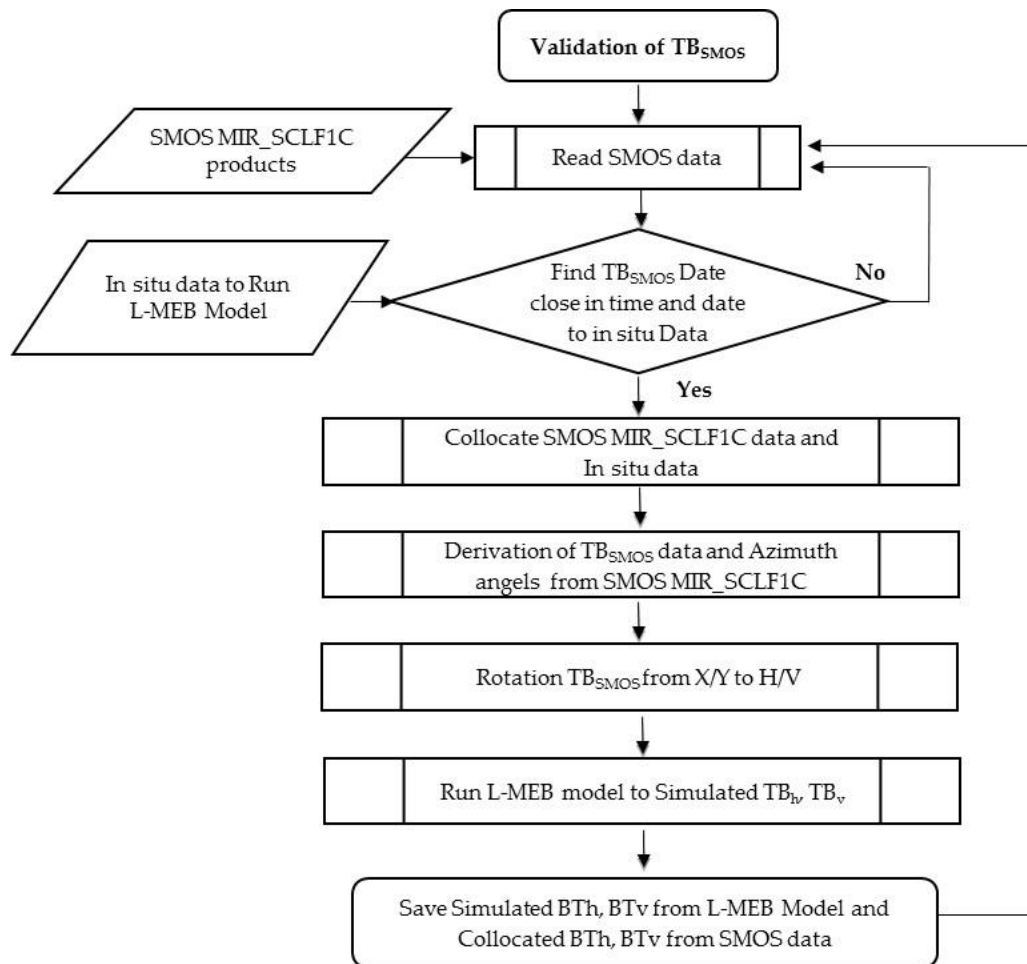 Validation of TBSMOS
SMOS MIR_SCLF1C
products
Read SMOS data
In situ data to Run
L-MEB Model
Find TBSMOS Date
close in time and date
to in situ Data
No
Yes
Collocate SMOS MIR_SCLF1C data and
In situ data
Derivation of TBSMOS data and Azimuth
angels from SMOS MIR_SCLF1C
Rotation TBSMOS from X/Y to H/V
Run L-MEB model to Simulated TBh, TBv
Save Simulated BTh, BTv from L-MEB Model and
Collocated BTh, BTv from SMOS data